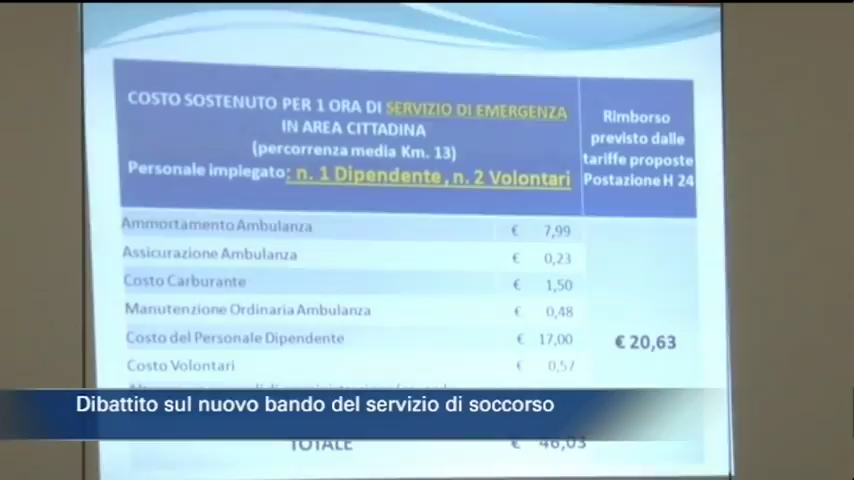 COSTO SOSTENUTO PER 1 ORA DI SERVIZIO DI EMERGENZA
IN AREA CITTADINA
(percorrenza media Km. 13)
Personale impiegato: n. 1 Dipendente, n. 2 Volontari
Rimborso
previsto dalle
tariffe proposte
Postazione H 24
Ammortamento Ambulanza € 7,99
Assicurazione Ambulanza € 0,23
Costo Carburante € 1,50
Manutenzione Ordinaria Ambulanza € 0,48
Costo del Personale Dipendente € 17,00
Costo Volontari € 0,57
€ 20,63
Dibattito sul nuovo bando del servizio di soccorso
TOTALE € 46,03